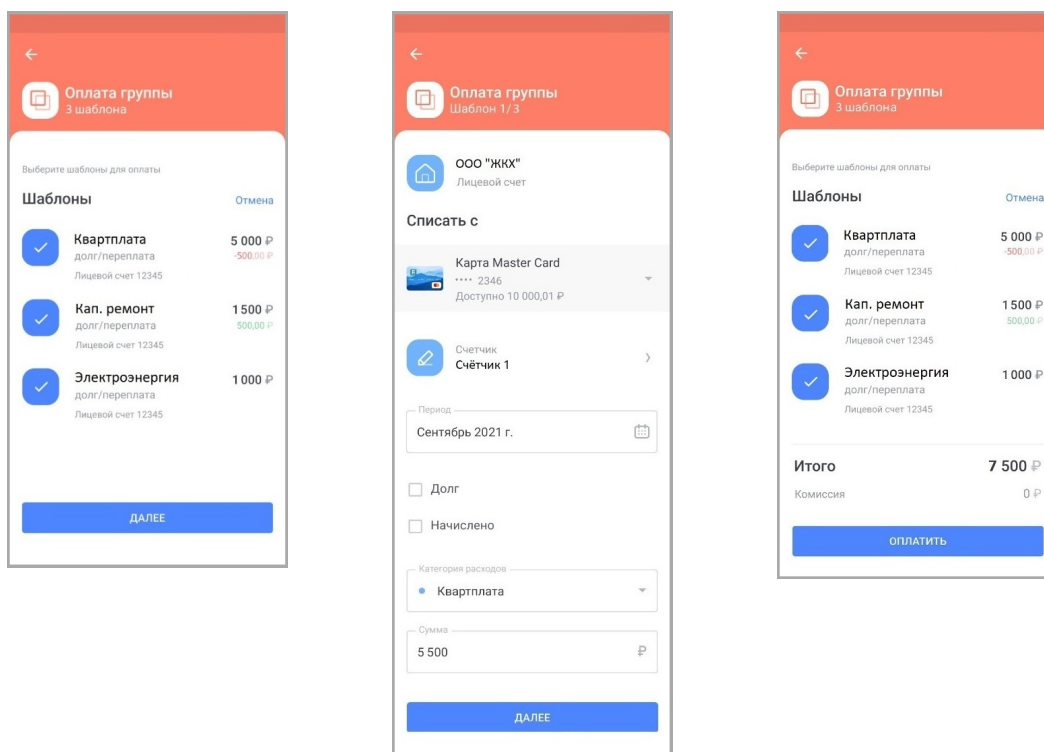 Оплата группы
3 шаблона
Выберите шаблоны для оплаты
Шаблоны
Отмена
Квартплата
5 000 ₽
долг/переплата
-500,00 ₽
Лицевой счет 12345
Кап. ремонт
1 500 ₽
долг/переплата
500,00 ₽
Лицевой счет 12345
Электроэнергия
1 000 ₽
долг/переплата
Лицевой счет 12345
ДАЛЕЕ
Оплата группы
Шаблон 1/3
ООО "ЖКХ"
Лицевой счет
Списать с
Карта Master Card
•••• 2346
Доступно 10 000,01 ₽
Счетчик
Счётчик 1
Период
Сентябрь 2021 г.
Долг
Начислено
Категория расходов
Квартплата
Сумма
5 500 ₽
ДАЛЕЕ
Оплата группы
3 шаблона
Выберите шаблоны для оплаты
Шаблоны
Отмена
Квартплата
5 000 ₽
долг/переплата
-500,00 ₽
Лицевой счет 12345
Кап. ремонт
1 500 ₽
долг/переплата
500,00 ₽
Лицевой счет 12345
Электроэнергия
1 000 ₽
долг/переплата
Лицевой счет 12345
Итого
7 500 ₽
Комиссия
0 ₽
ОПЛАТИТЬ